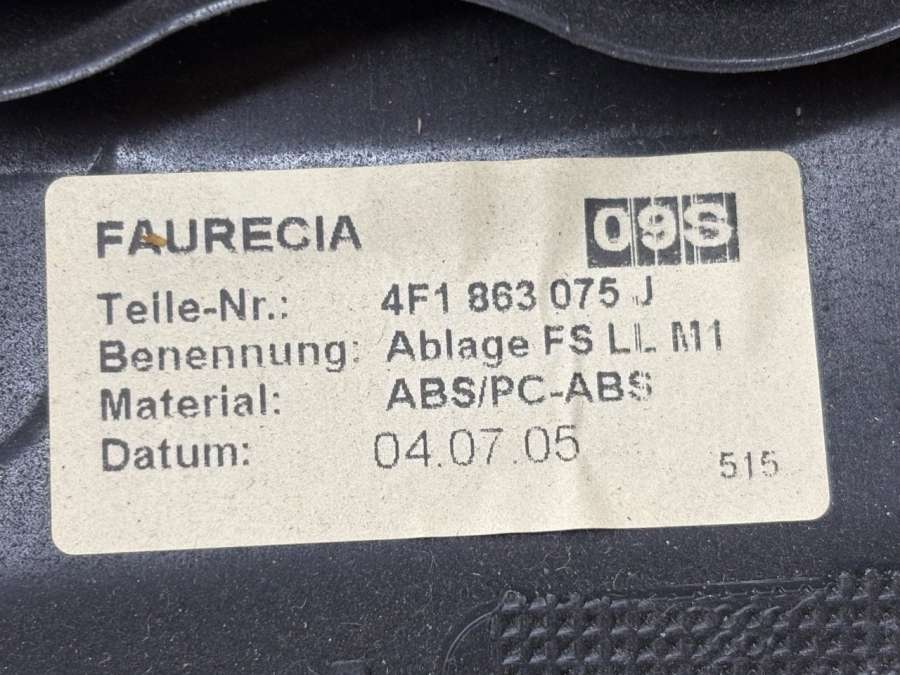 FAURECIA 09S
Teile-Nr.: 4F1 863 075 J
Benennung: Ablage FS LL M1
Material: ABS/PC-ABS
Datum: 04.07.05
515